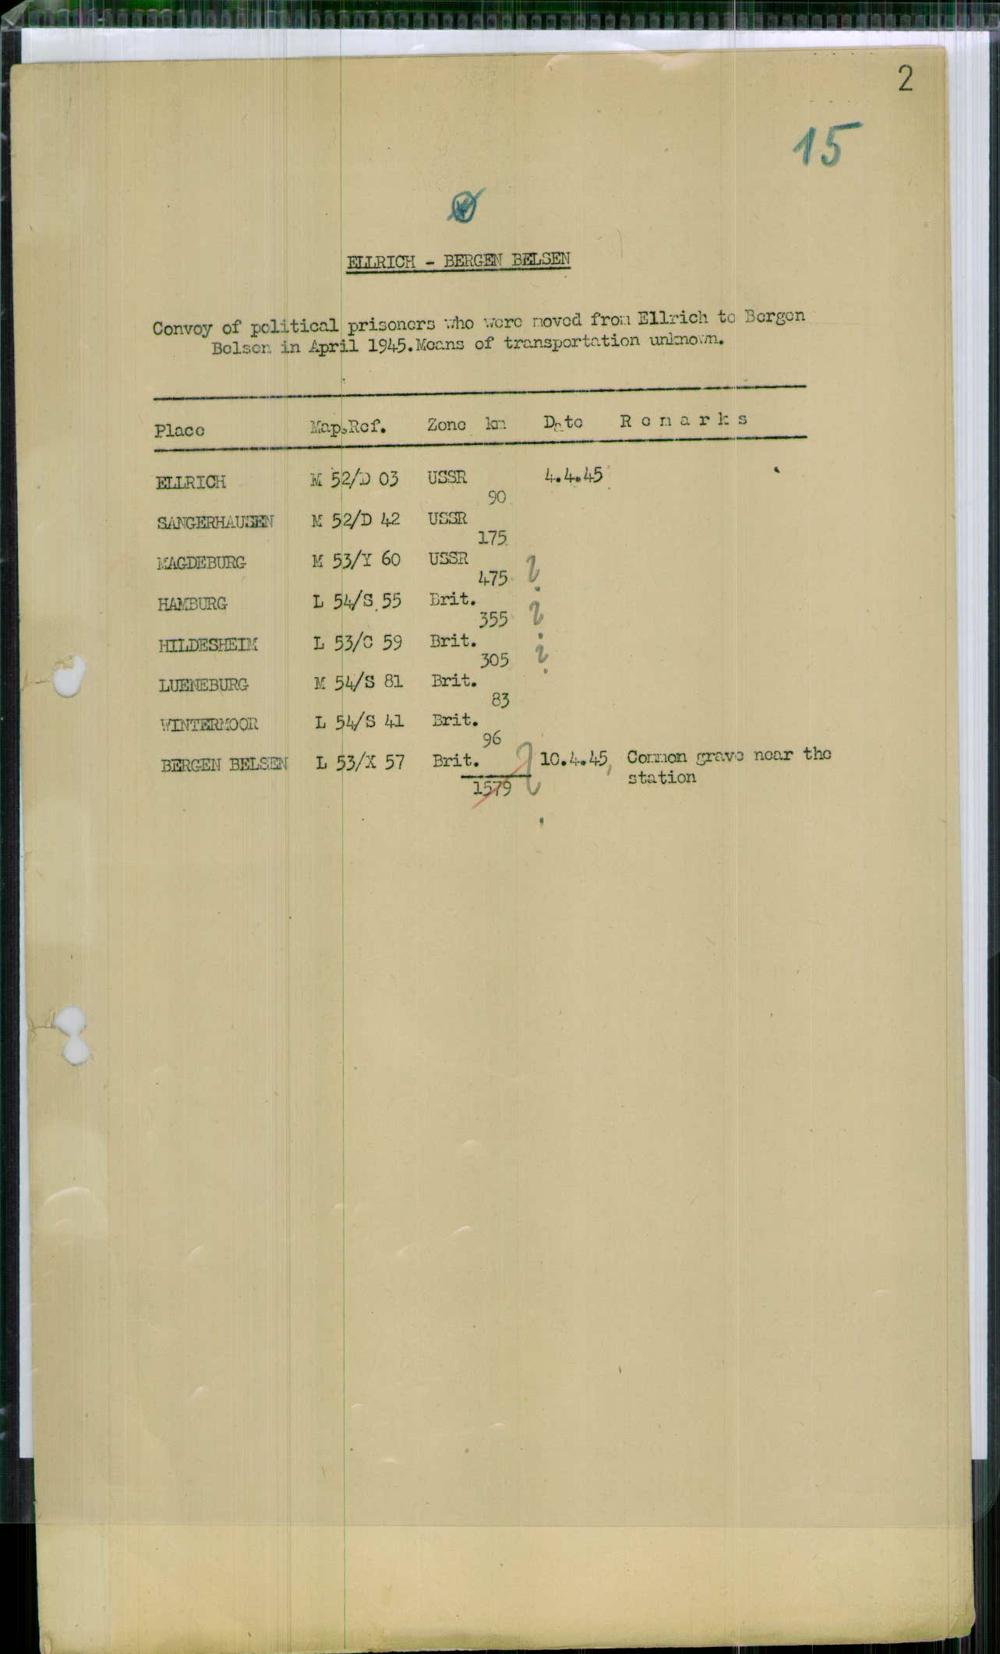 2
15
ELLRICH - BERGEN BELSEN
Convoy of political prisoners who were moved from Ellrich to Bergen
Belsen in April 1945. Means of transportation unknown.
Place Map.Ref. Zone km Date Remarks
ELLRICH M 52/D 03 USSR 4.4.45
90
SANGERHAUSEN M 52/D 42 USSR
175
MAGDEBURG M 53/Y 60 USSR
475 ?
HAMBURG L 54/S 55 Brit.
355 ?
HILDESHEIM L 53/C 59 Brit.
305 ?
LUENEBURG M 54/S 81 Brit.
83
WINTERMOOR L 54/S 41 Brit.
96
BERGEN BELSEN L 53/X 57 Brit. ? 10.4.45, Common grave near the
station
1579